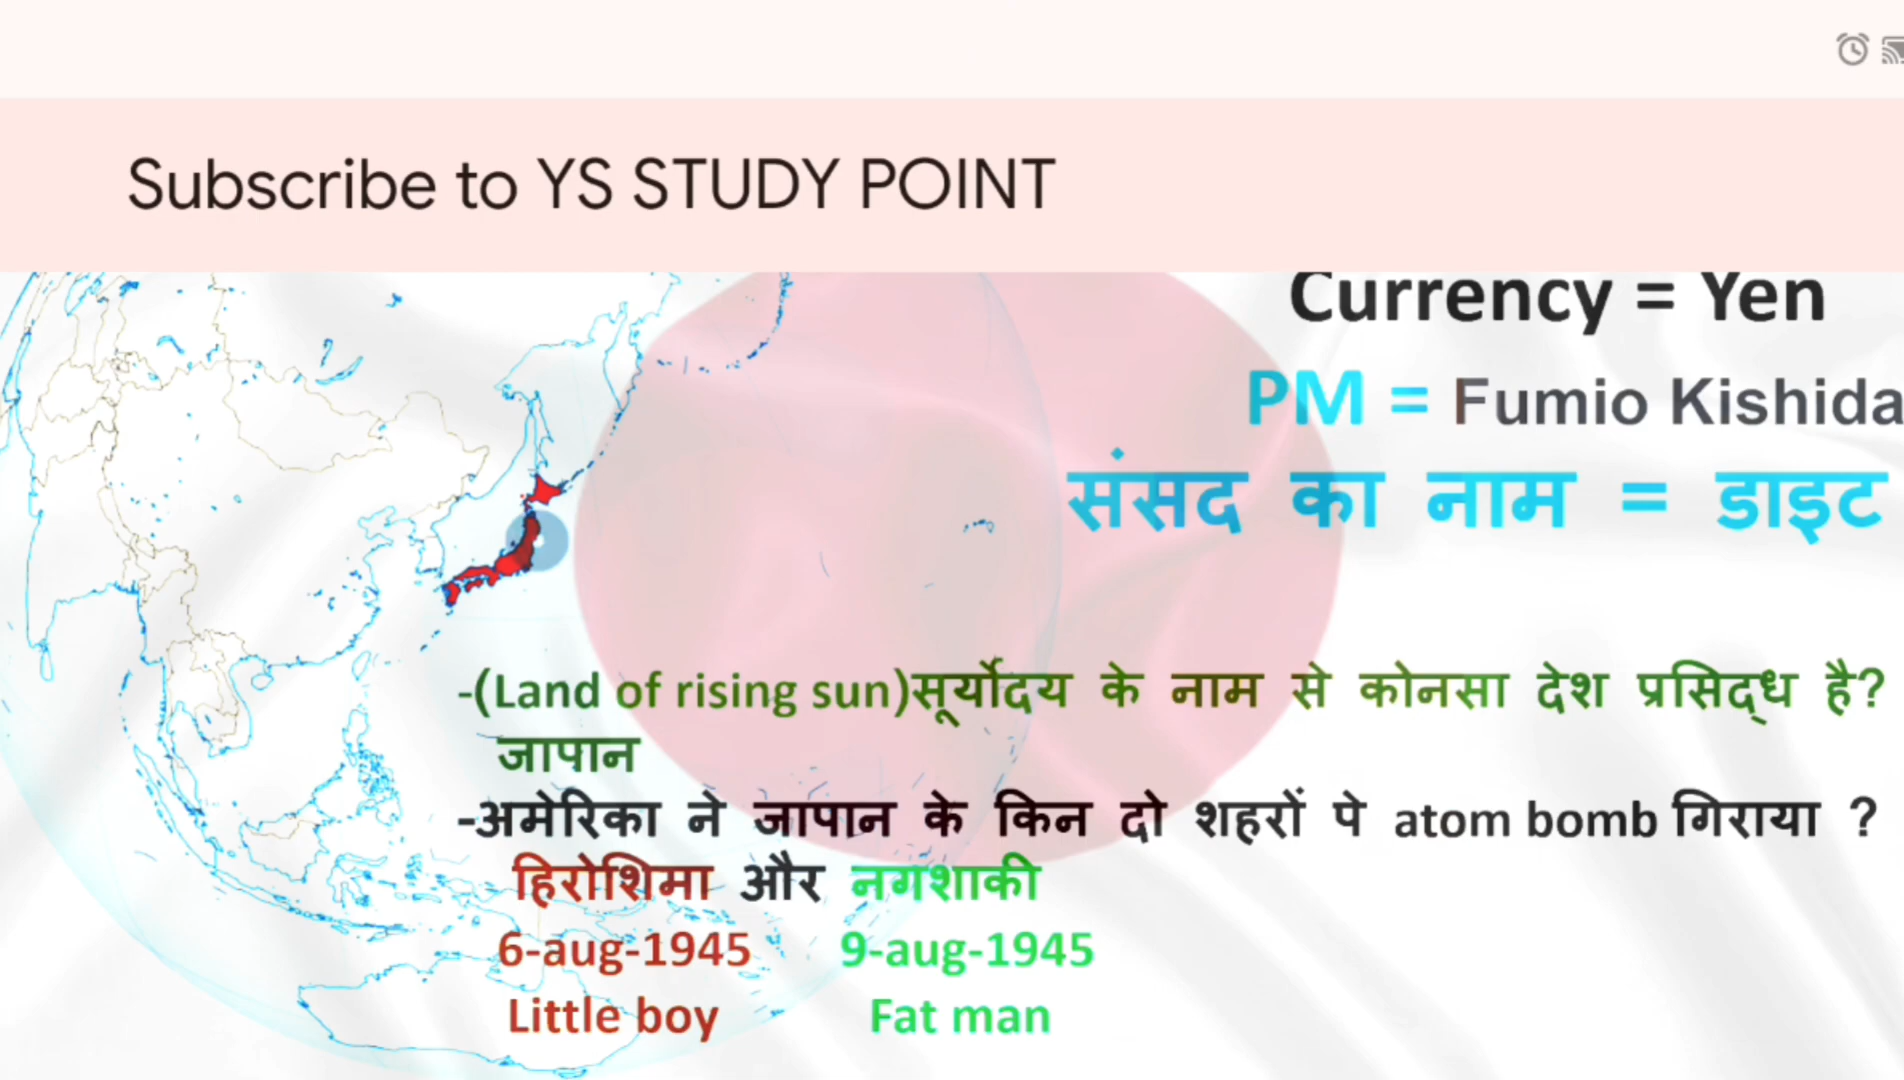 Subscribe to YS STUDY POINT
Currency = Yen
PM = Fumio Kishida
संसद का नाम = डाइट
-(Land of rising sun)सूर्योदय के नाम से कोनसा देश प्रसिद्ध है?
जापान
-अमेरिका ने जापान के किन दो शहरों पे atom bomb गिराया ?
हिरोशिमा और नगशाकी
6-aug-1945 9-aug-1945
Little boy Fat man